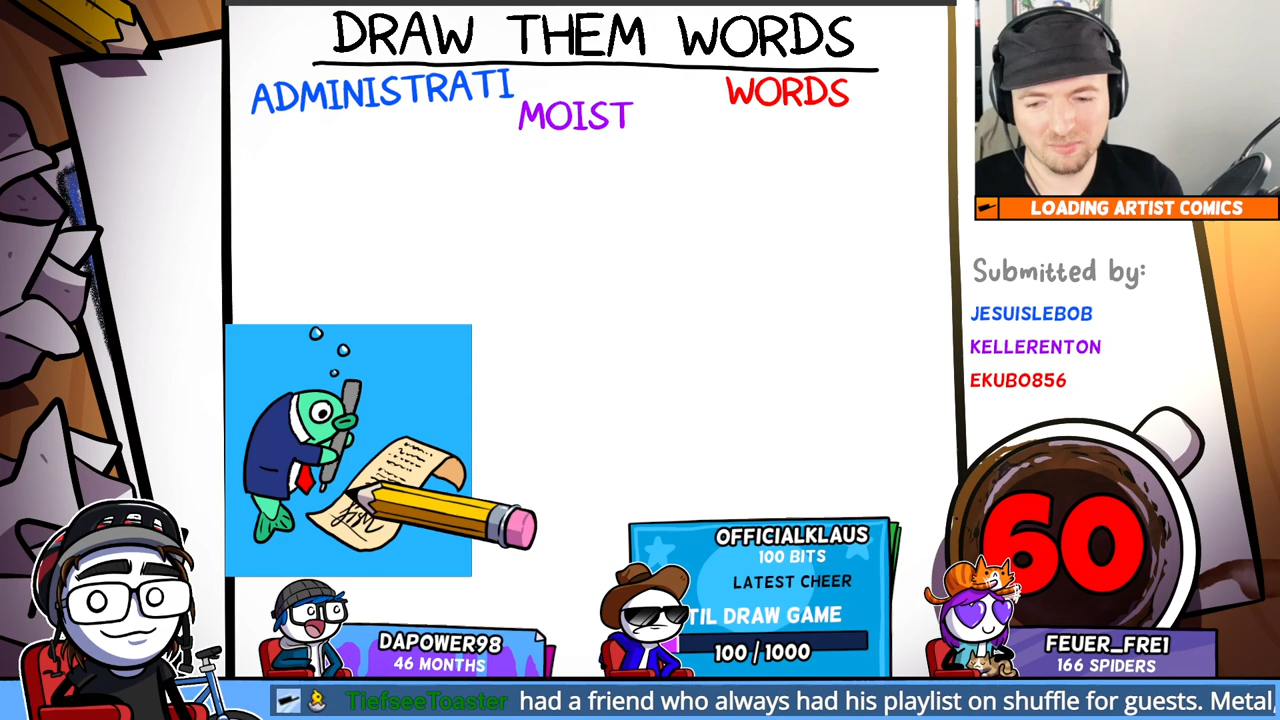 DRAW THEM WORDS
ADMINISTRATI
MOIST
WORDS
LOADING ARTIST COMICS
Submitted by:
JESUISLEBOB
KELLERENTON
EKUBO856
60
OFFICIALKLAUS
100 BITS
LATEST CHEER
TIL DRAW GAME
100 / 1000
DAPOWER98
46 MONTHS
FEUER_FREI
166 SPIDERS
TiefseeToaster had a friend who always had his playlist on shuffle for guests. Metal,